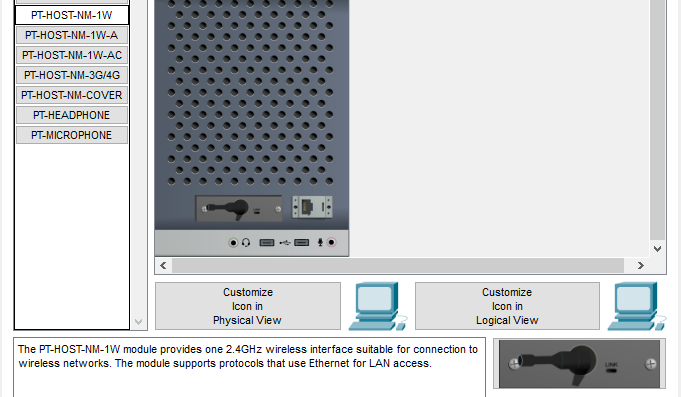 PT-HOST-NM-1W
PT-HOST-NM-1W-A
PT-HOST-NM-1W-AC
PT-HOST-NM-3G/4G
PT-HOST-NM-COVER
PT-HEADPHONE
PT-MICROPHONE
Customize
Icon in
Physical View
Customize
Icon in
Logical View
The PT-HOST-NM-1W module provides one 2.4GHz wireless interface suitable for connection to
wireless networks. The module supports protocols that use Ethernet for LAN access.
LINK